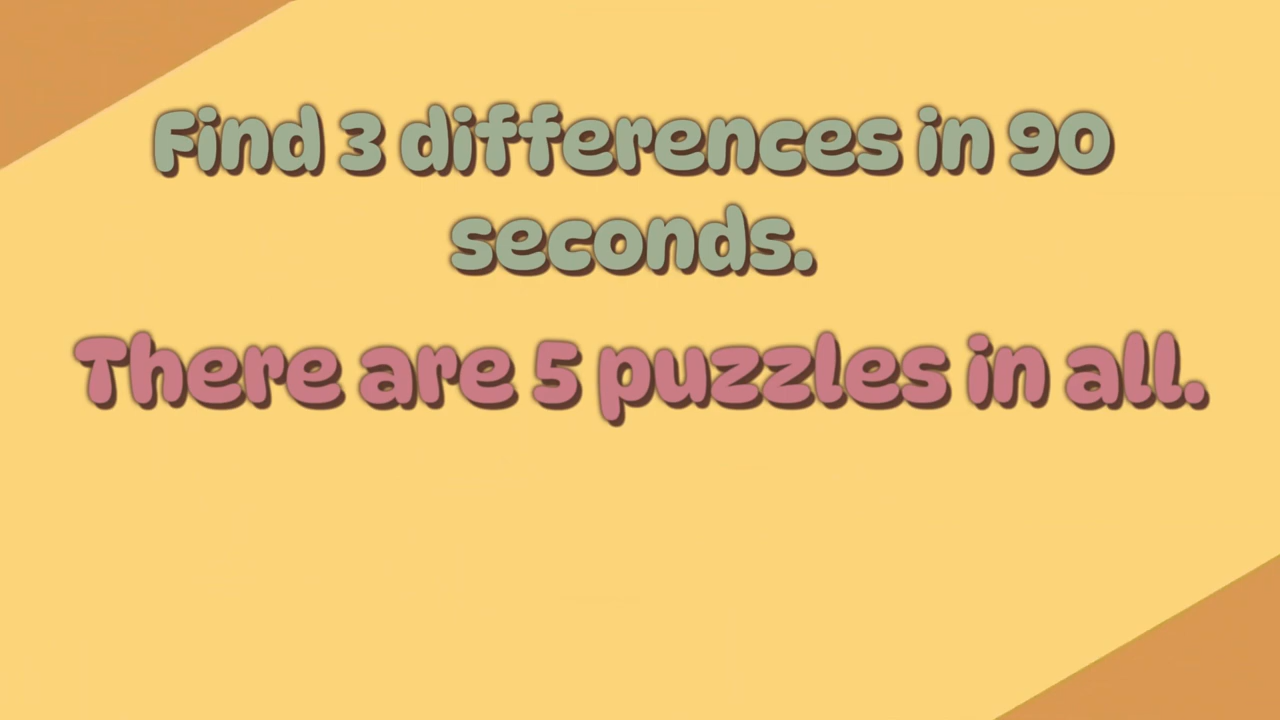 Find 3 differences in 90
seconds.
There are 5 puzzles in all.